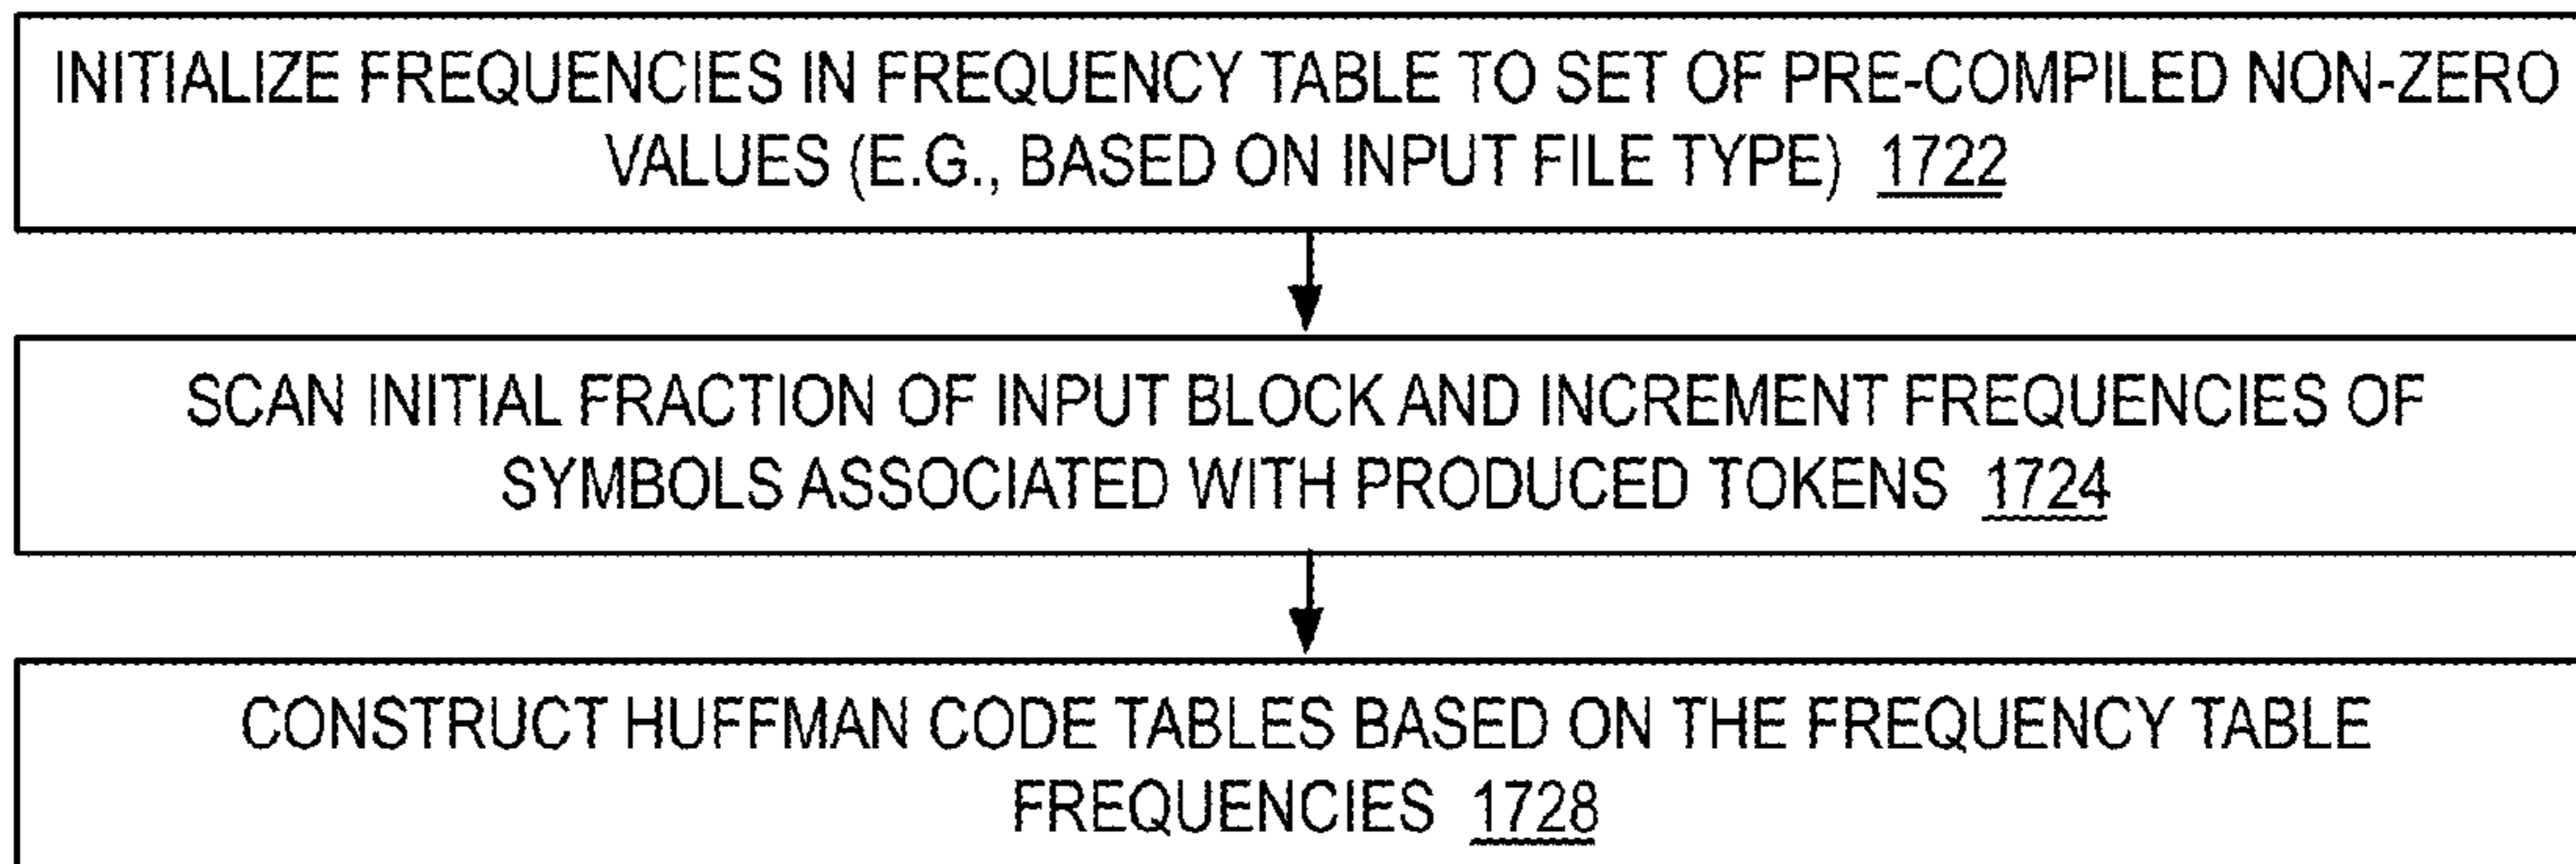 INITIALIZE FREQUENCIES IN FREQUENCY TABLE TO SET OF PRE-COMPILED NON-ZERO
VALUES (E.G., BASED ON INPUT FILE TYPE) 1722
SCAN INITIAL FRACTION OF INPUT BLOCK AND INCREMENT FREQUENCIES OF
SYMBOLS ASSOCIATED WITH PRODUCED TOKENS 1724
CONSTRUCT HUFFMAN CODE TABLES BASED ON THE FREQUENCY TABLE
FREQUENCIES 1728